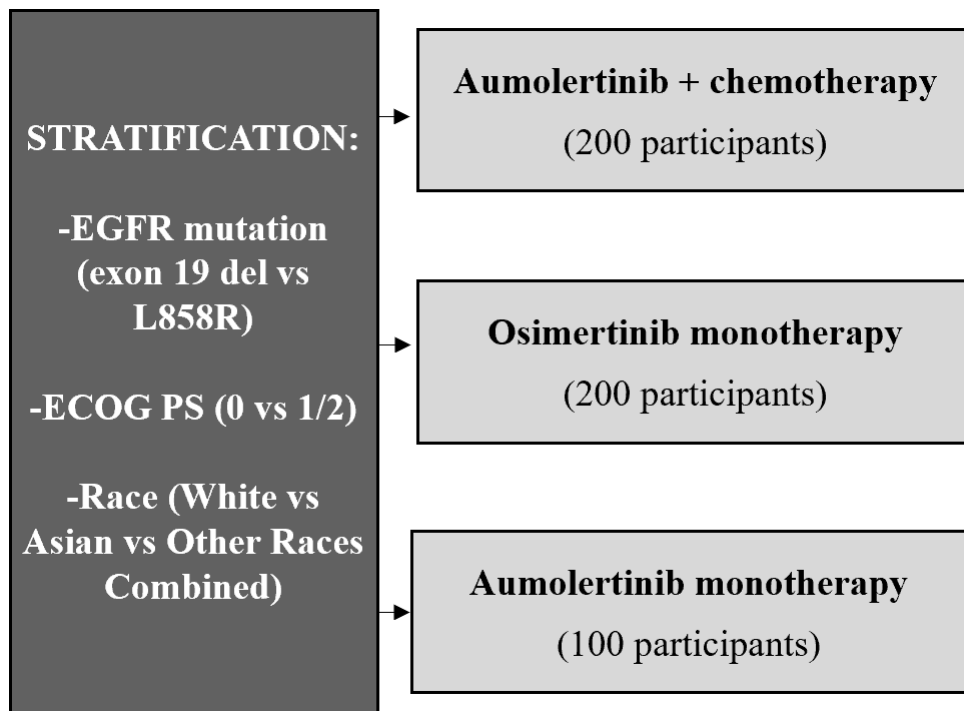 STRATIFICATION:
-EGFR mutation
(exon 19 del vs
L858R)
-ECOG PS (0 vs 1/2)
-Race (White vs
Asian vs Other Races
Combined)
Aumolertinib + chemotherapy
(200 participants)
Osimertinib monotherapy
(200 participants)
Aumolertinib monotherapy
(100 participants)